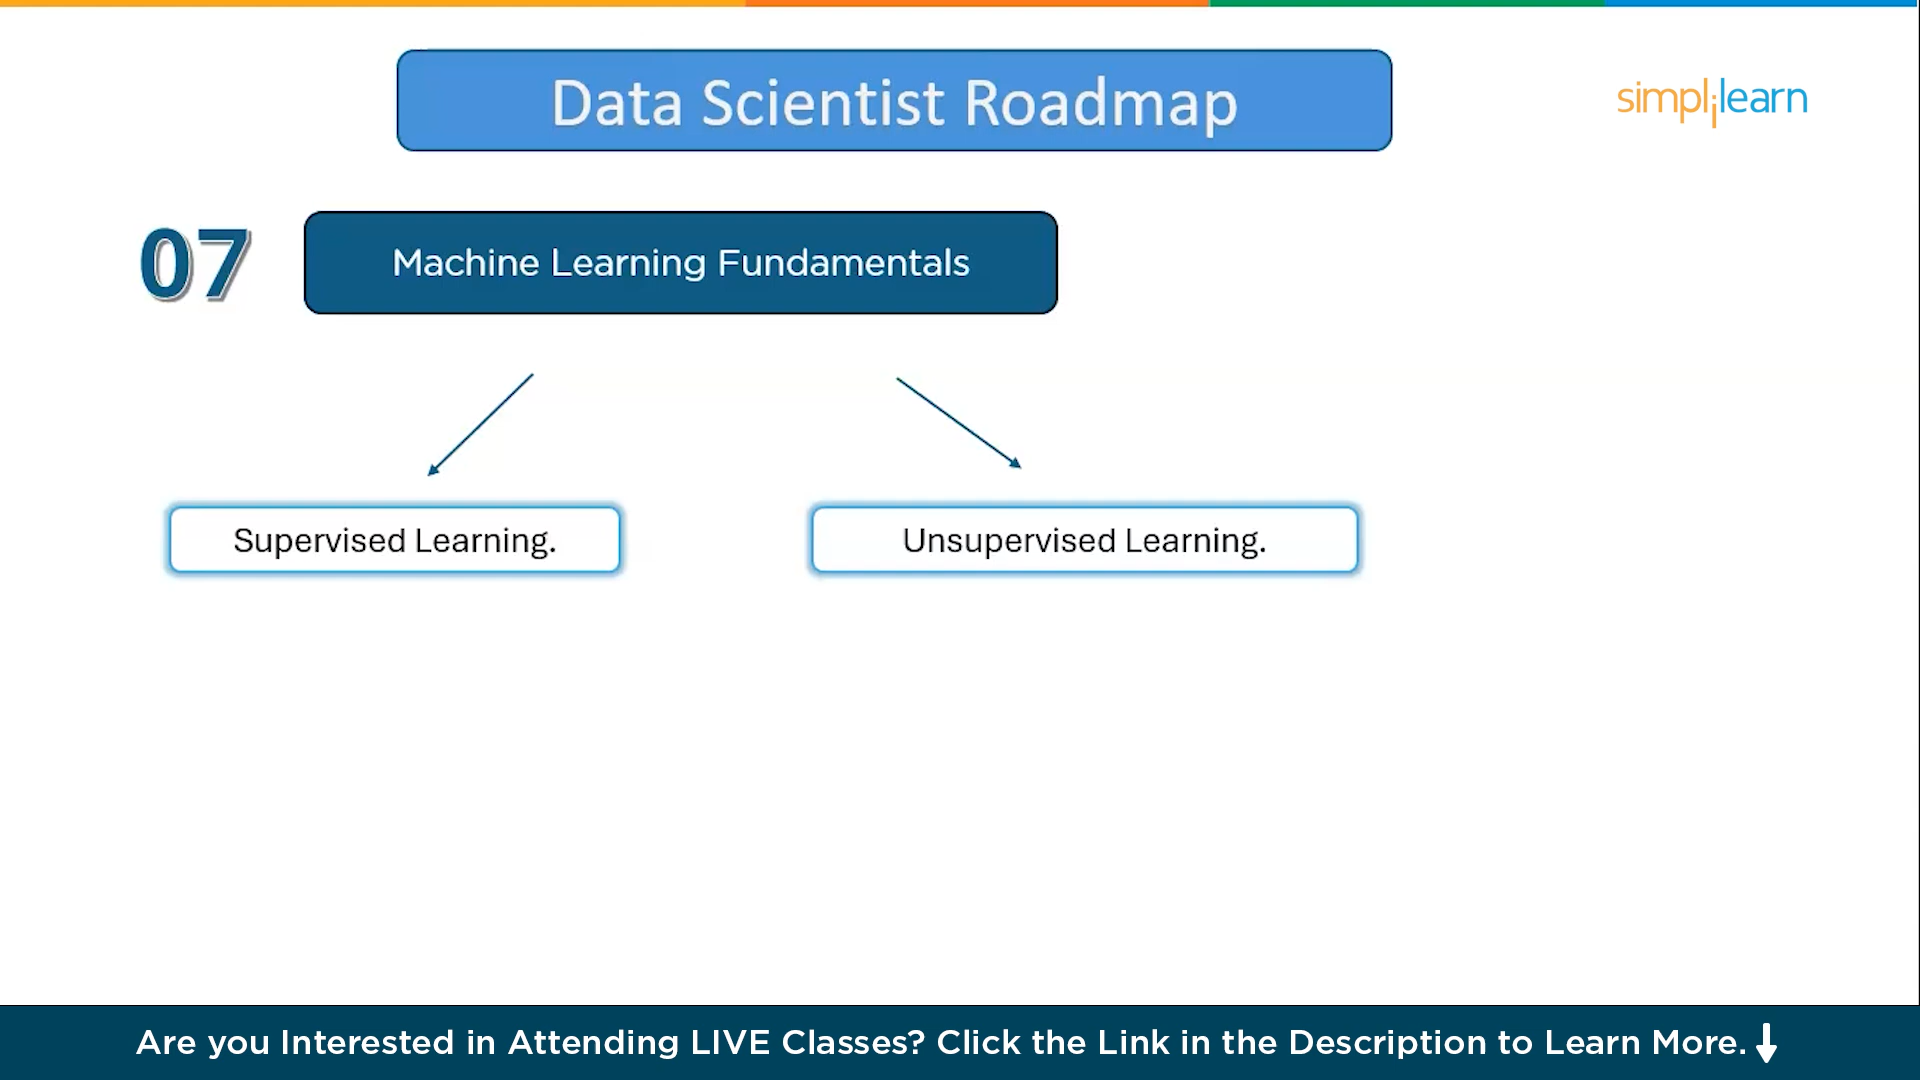 Data Scientist Roadmap
simplilearn
07
Machine Learning Fundamentals
Supervised Learning.
Unsupervised Learning.
Are you Interested in Attending LIVE Classes? Click the Link in the Description to Learn More.